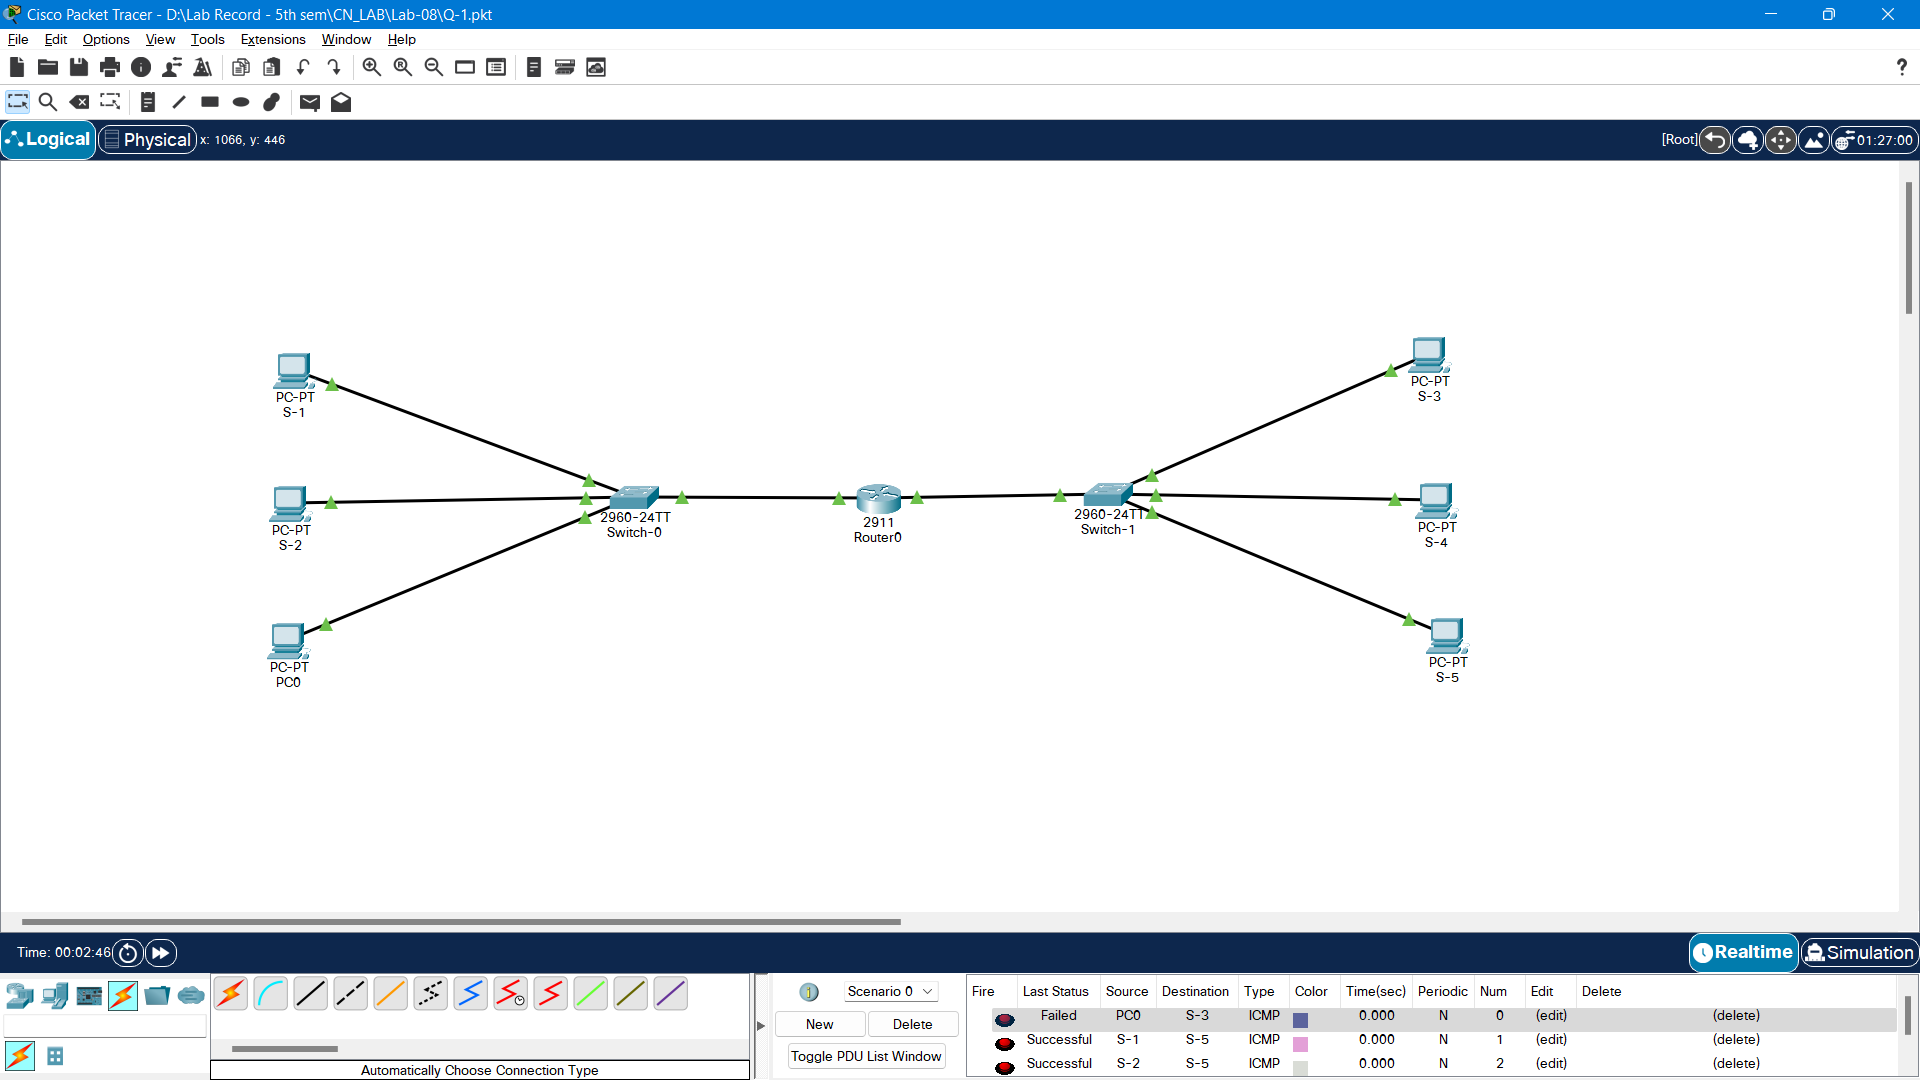 Cisco Packet Tracer - D:\Lab Record - 5th sem\CN_LAB\Lab-08\Q-1.pkt
File Edit Options View Tools Extensions Window Help
?
Logical Physical x: 1066, y: 446 [Root] 01:27:00
PC-PT
S-1
PC-PT
S-2
PC-PT
PC0
2960-24TT
Switch-0
2911
Router0
2960-24TT
Switch-1
PC-PT
S-3
PC-PT
S-4
PC-PT
S-5
Time: 00:02:46 Realtime Simulation
Automatically Choose Connection Type
Scenario 0
New Delete
Toggle PDU List Window
Fire Last Status Source Destination Type Color Time(sec) Periodic Num Edit Delete
Failed PC0 S-3 ICMP 0.000 N 0 (edit) (delete)
Successful S-1 S-5 ICMP 0.000 N 1 (edit) (delete)
Successful S-2 S-5 ICMP 0.000 N 2 (edit) (delete)